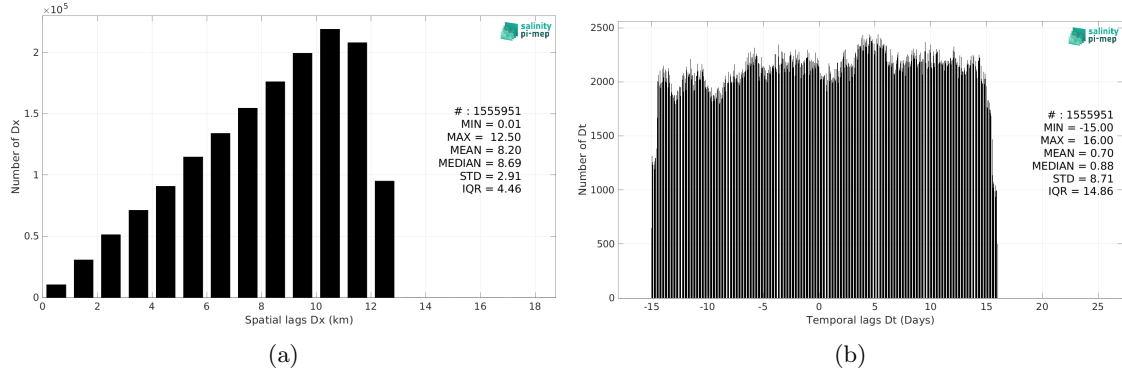 ×10⁵
2
1.5
1
0.5
0
0 2 4 6 8 10 12 14 16 18
Number of Dx
Spatial lags Dx (km)
salinity
pi-mep
# : 1555951
MIN = 0.01
MAX = 12.50
MEAN = 8.20
MEDIAN = 8.69
STD = 2.91
IQR = 4.46
(a)
2500
2000
1500
1000
500
0
-15 -10 -5 0 5 10 15 20 25
Number of Dt
Temporal lags Dt (Days)
salinity
pi-mep
# : 1555951
MIN = -15.00
MAX = 16.00
MEAN = 0.70
MEDIAN = 0.88
STD = 8.71
IQR = 14.86
(b)